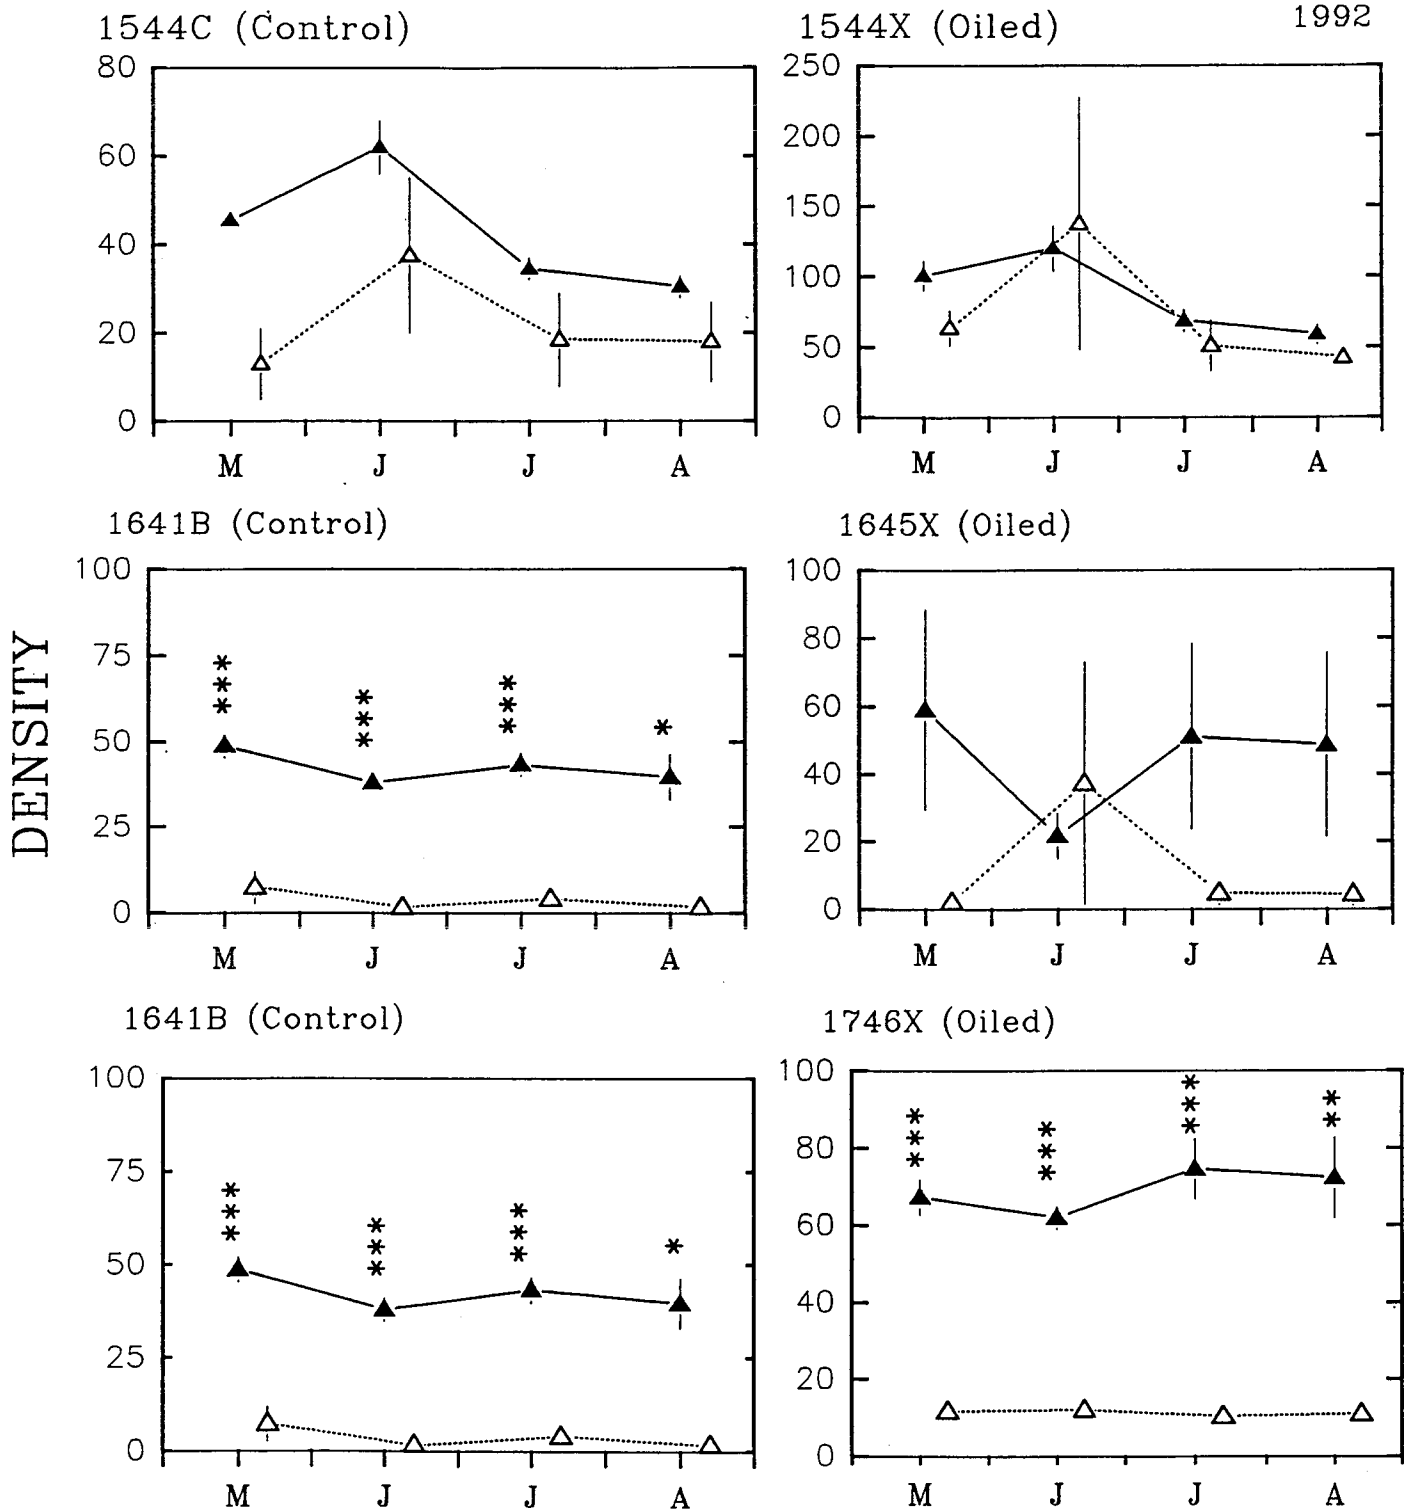 1544C (Control)
1544X (Oiled)
1992
80
60
40
20
0
M J J A
250
200
150
100
50
0
M J J A
DENSITY
1641B (Control)
100
75
50
25
0
*** *** *** *
M J J A
1645X (Oiled)
100
80
60
40
20
0
M J J A
1641B (Control)
100
75
50
25
0
*** *** *** *
M J J A
1746X (Oiled)
100
80
60
40
20
0
*** *** *** **
M J J A